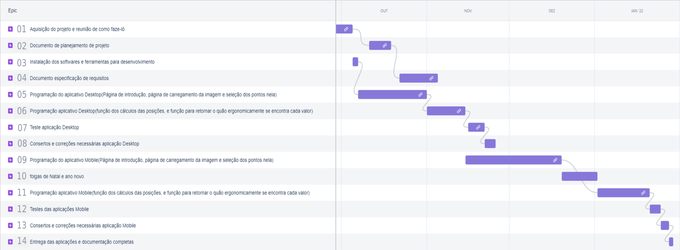 Epic OUT NOV DEZ JAN '22
01 Aquisição do projeto e reunião de como faze-ló
02 Documento de planejamento de projeto
03 Instalação dos softwares e ferramentas para desenvolvimento
04 Documento especificação de requisitos
05 Programação do aplicativo Desktop(Página de introdução, página de carregamento da imagem e seleção dos pontos nela)
06 Programação aplicativo Desktop(função dos cálculos das posições, e função para retornar o quão ergonomicamente se encontra cada valor)
07 Teste aplicação Desktop
08 Consertos e correções necessárias aplicação Desktop
09 Programação do aplicativo Mobile(Página de introdução, página de carregamento da imagem e seleção dos pontos nela)
10 folgas de Natal e ano novo
11 Programação aplicativo Mobile(função dos cálculos das posições, e função para retornar o quão ergonomicamente se encontra cada valor)
12 Testes das aplicações Mobile
13 Consertos e correções necessárias aplicação Mobile
14 Entrega das aplicações e documentação completas